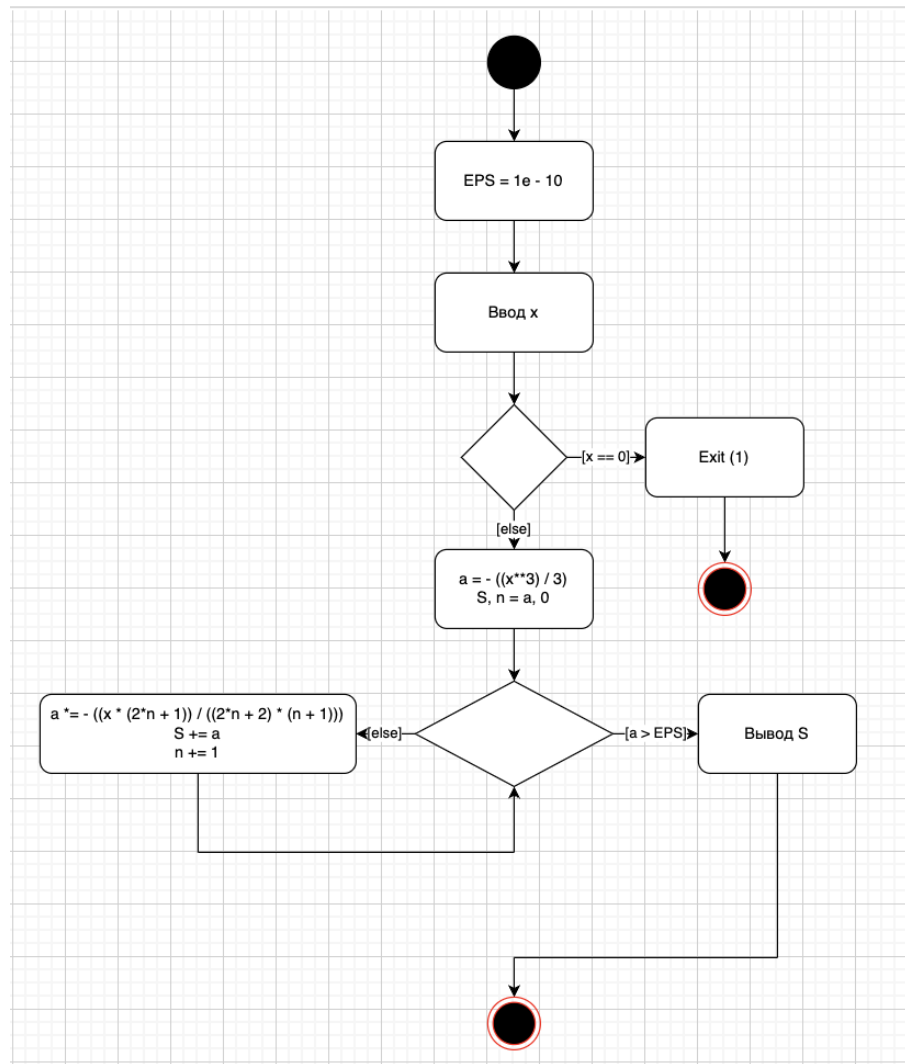 EPS = 1e - 10
Ввод x
[x == 0]
Exit (1)
[else]
a = - ((x**3) / 3)
S, n = a, 0
a *= - ((x * (2*n + 1)) / ((2*n + 2) * (n + 1)))
S += a
n += 1
[else]
[a > EPS]
Вывод S